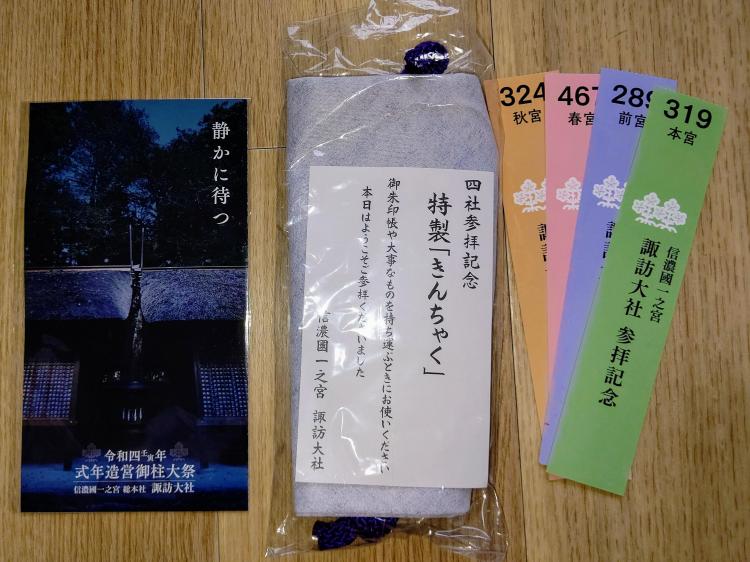 静かに待つ
令和四壬寅年
式年造営御柱大祭
信濃國一之宮 総本社 諏訪大社
四社参拝記念
特製「きんちゃく」
御朱印帳や大事なものを持ち運ぶときにお使いください
本日はようこそご参拝くださいました
信濃國一之宮 諏訪大社
324
秋宮
467
春宮
289
前宮
319
本宮
信濃國一之宮
諏訪大社 参拝記念